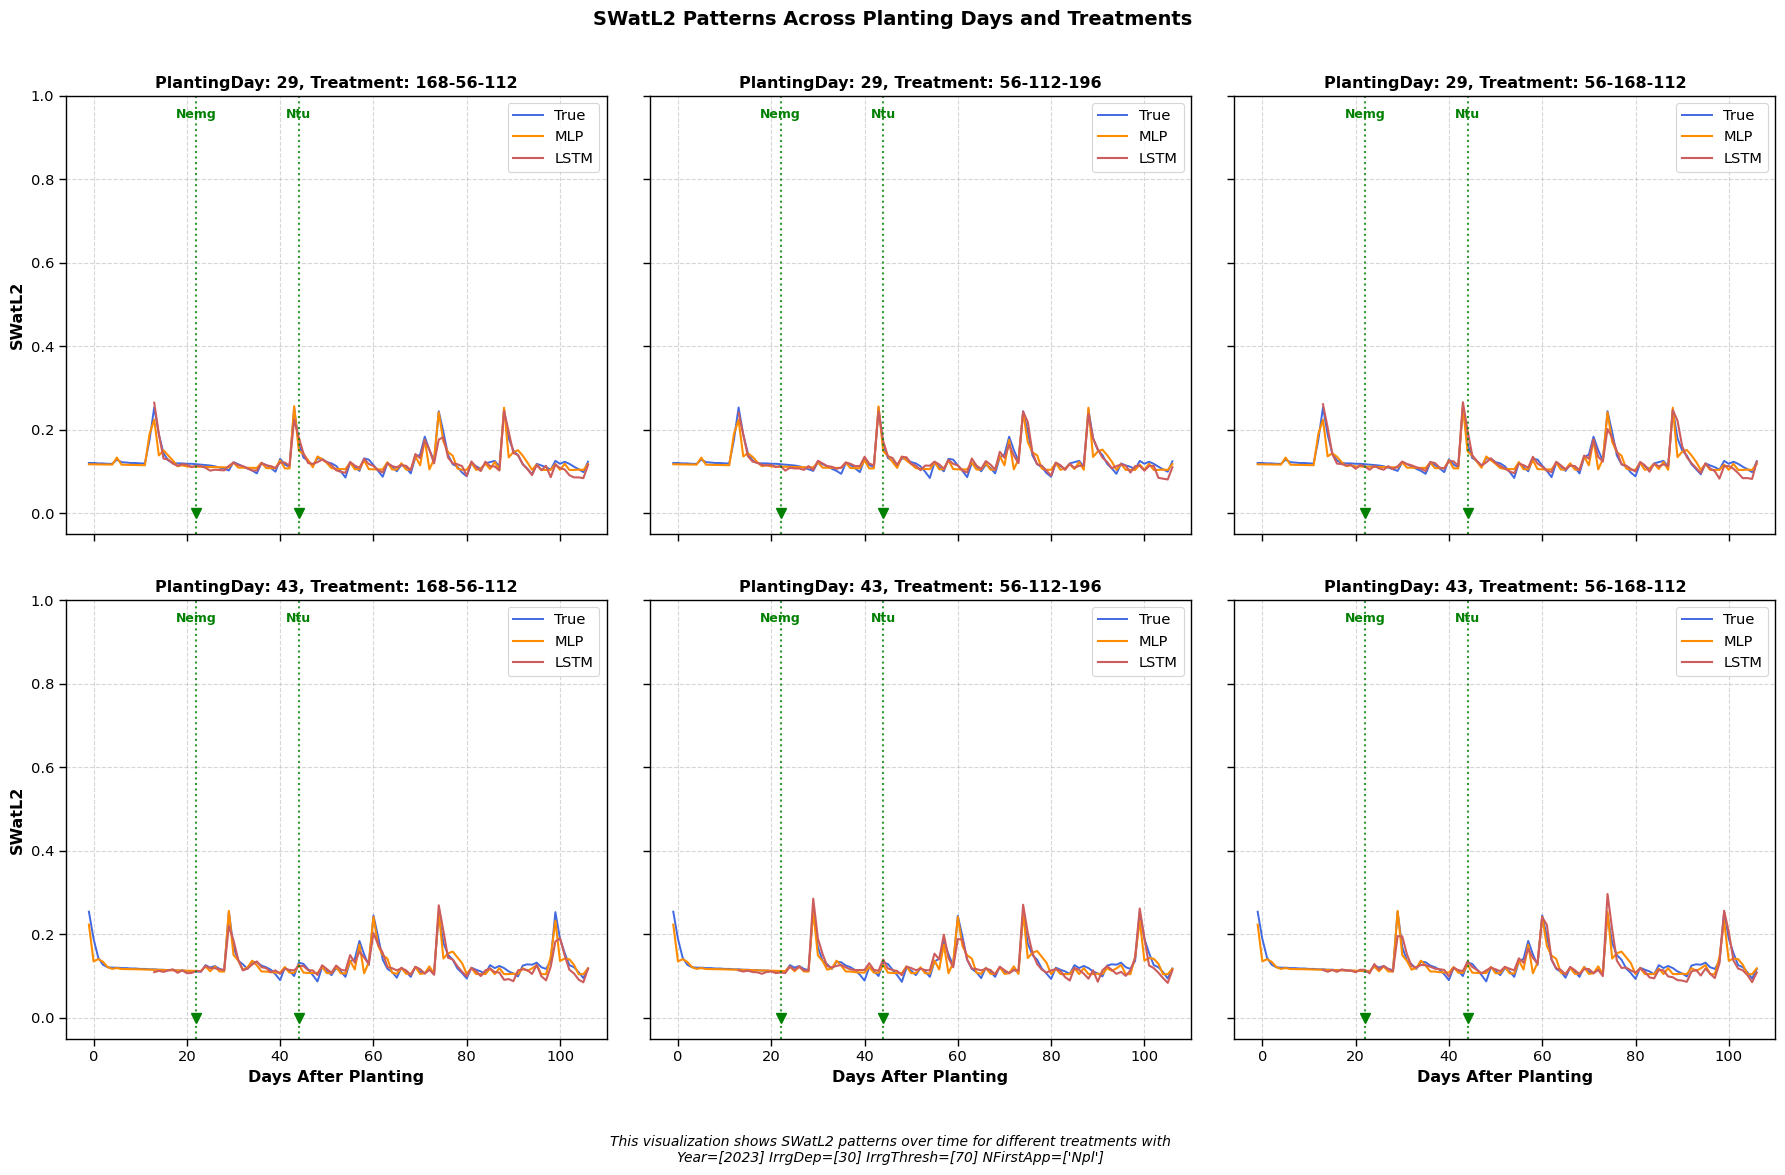 SWatL2 Patterns Across Planting Days and Treatments
PlantingDay: 29, Treatment: 168-56-112
PlantingDay: 29, Treatment: 56-112-196
PlantingDay: 29, Treatment: 56-168-112
1.0
0.8
0.6
0.4
0.2
0.0
SWatL2
Nemg
Ntu
True
MLP
LSTM
Nemg
Ntu
True
MLP
LSTM
Nemg
Ntu
True
MLP
LSTM
PlantingDay: 43, Treatment: 168-56-112
PlantingDay: 43, Treatment: 56-112-196
PlantingDay: 43, Treatment: 56-168-112
1.0
0.8
0.6
0.4
0.2
0.0
SWatL2
Nemg
Ntu
True
MLP
LSTM
Nemg
Ntu
True
MLP
LSTM
Nemg
Ntu
True
MLP
LSTM
0 20 40 60 80 100
0 20 40 60 80 100
0 20 40 60 80 100
Days After Planting
Days After Planting
Days After Planting
This visualization shows SWatL2 patterns over time for different treatments with
Year=[2023] IrrgDep=[30] IrrgThresh=[70] NFirstApp=['Npl']